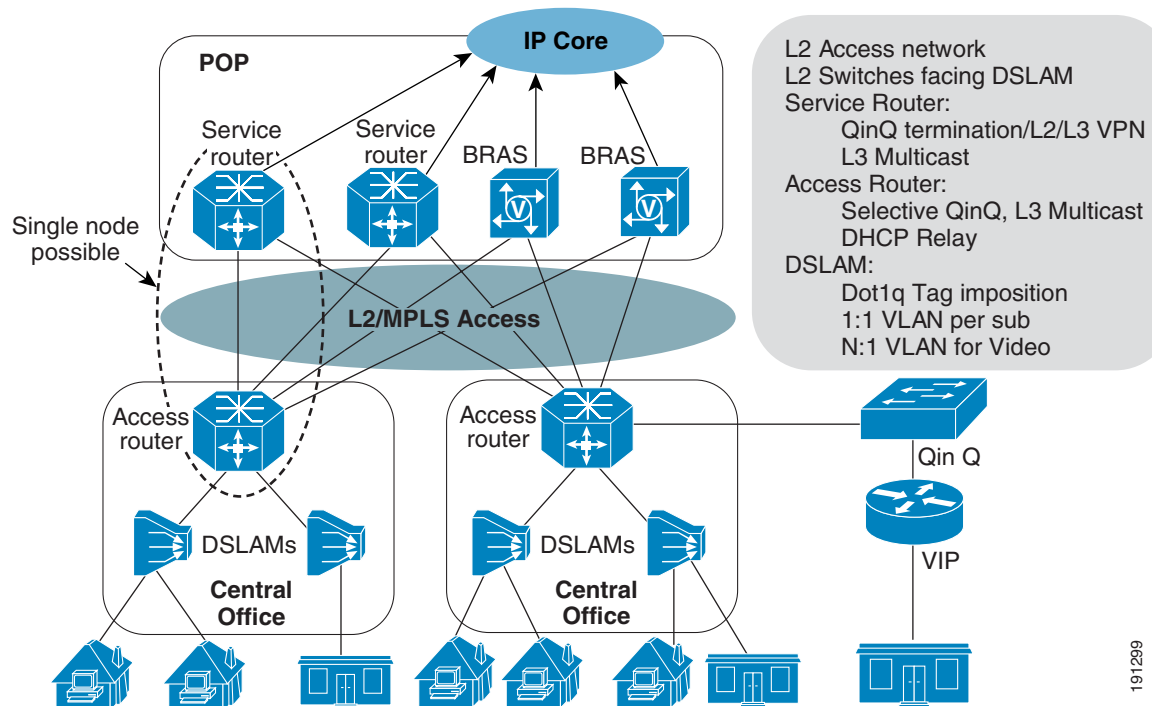 IP Core
POP
Service
router
Service
router
BRAS
BRAS
Single node
possible
L2/MPLS Access
Access
router
Access
router
DSLAMs
DSLAMs
Central
Office
Central
Office
L2 Access network
L2 Switches facing DSLAM
Service Router:
QinQ termination/L2/L3 VPN
L3 Multicast
Access Router:
Selective QinQ, L3 Multicast
DHCP Relay
DSLAM:
Dot1q Tag imposition
1:1 VLAN per sub
N:1 VLAN for Video
Qin Q
VIP
V
V
191299